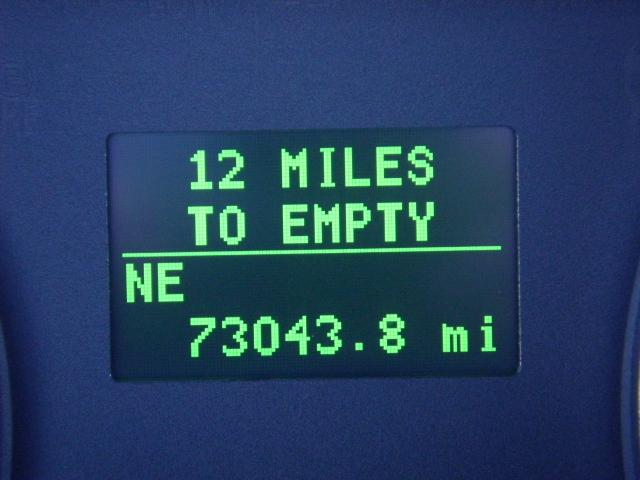 12 MILES
TO EMPTY
NE
73043.8 mi